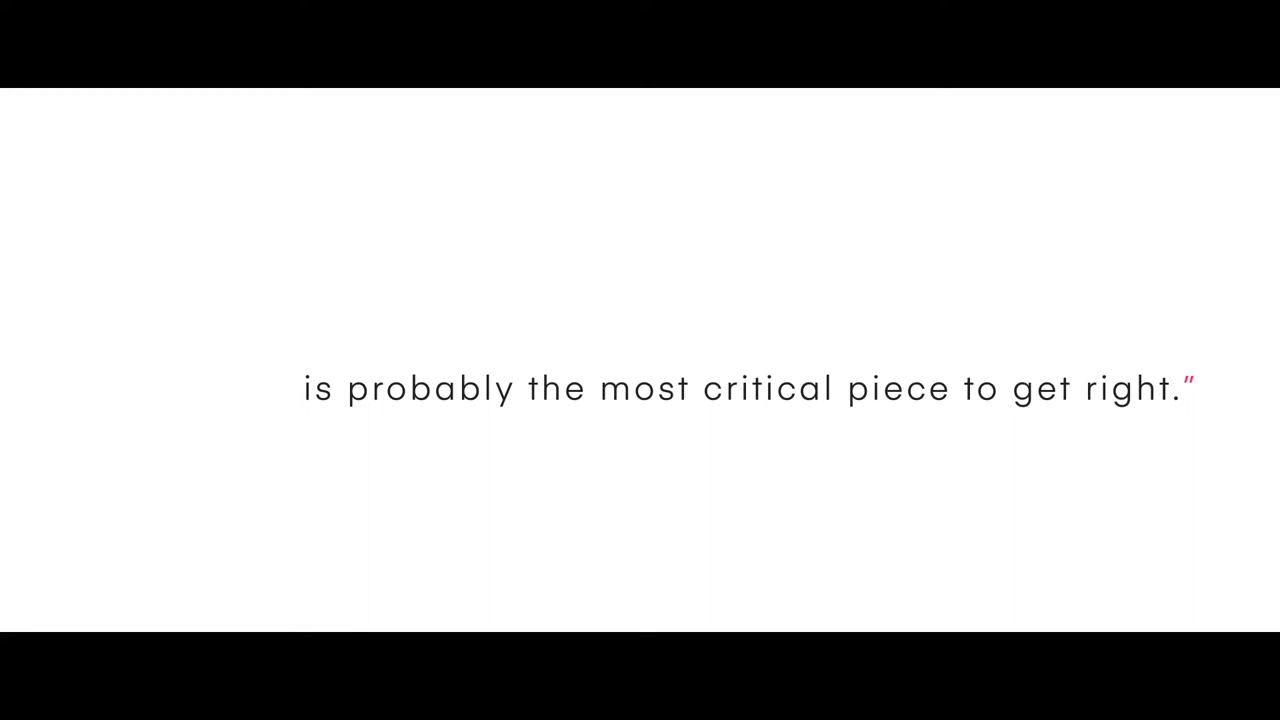 is probably the most critical piece to get right.”